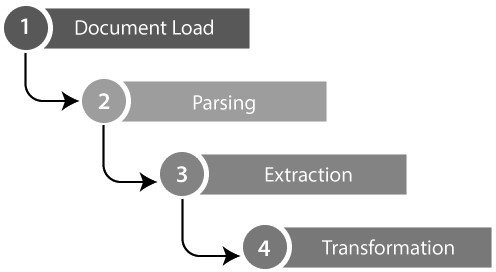 1 Document Load
2 Parsing
3 Extraction
4 Transformation